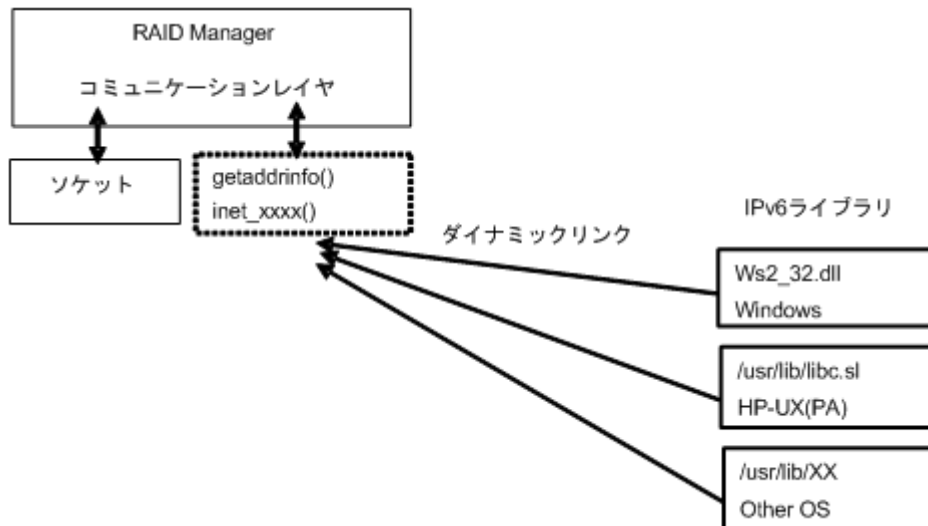 RAID Manager
コミュニケーションレイヤ
ソケット
getaddrinfo()
inet_xxxx()
ダイナミックリンク
IPv6ライブラリ
Ws2_32.dll
Windows
/usr/lib/libc.sl
HP-UX(PA)
/usr/lib/XX
Other OS